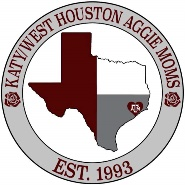 KATY/WEST HOUSTON AGGIE MOMS
EST. 1993